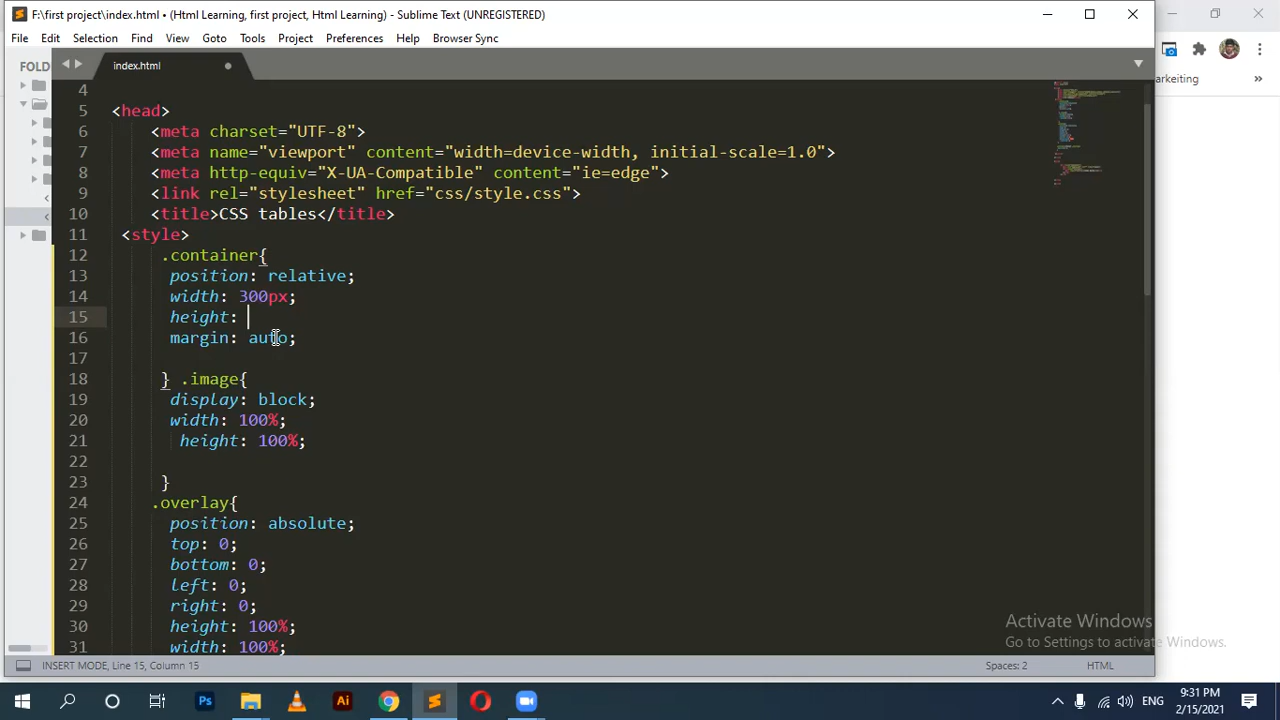 F:\first project\index.html • (Html Learning, first project, Html Learning) - Sublime Text (UNREGISTERED)
File Edit Selection Find View Goto Tools Project Preferences Help Browser Sync
FOLD
index.html
arkeiting
4
5 <head>
6 <meta charset="UTF-8">
7 <meta name="viewport" content="width=device-width, initial-scale=1.0">
8 <meta http-equiv="X-UA-Compatible" content="ie=edge">
9 <link rel="stylesheet" href="css/style.css">
10 <title>CSS tables</title>
11 <style>
12 .container{
13 position: relative;
14 width: 300px;
15 height:
16 margin: auto;
17
18 } .image{
19 display: block;
20 width: 100%;
21 height: 100%;
22
23 }
24 .overlay{
25 position: absolute;
26 top: 0;
27 bottom: 0;
28 left: 0;
29 right: 0;
30 height: 100%;
31 width: 100%;
Activate Windows
Go to Settings to activate Windows.
INSERT MODE, Line 15, Column 15 Spaces: 2 HTML
Ps Ai ENG 9:31 PM
2/15/2021